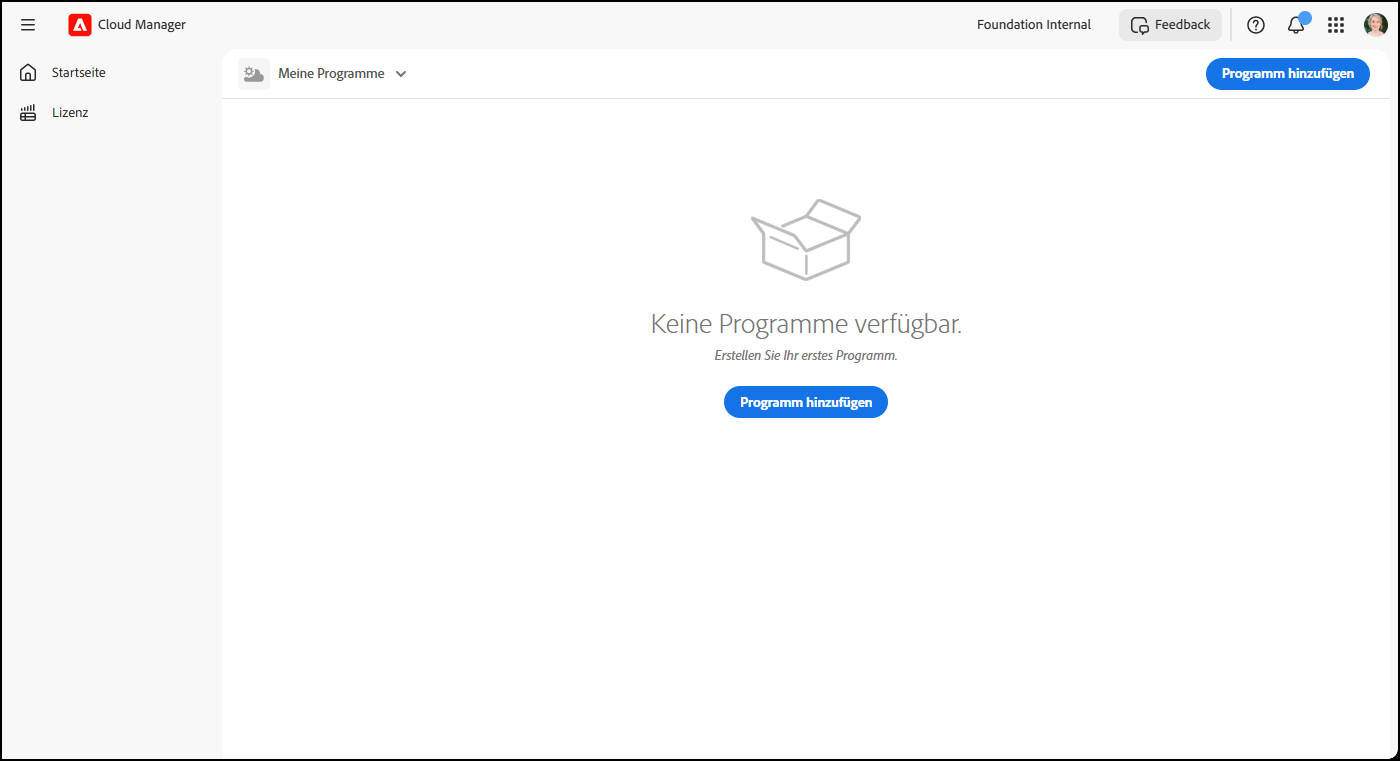 Cloud Manager
Foundation Internal
Feedback
Startseite
Lizenz
Meine Programme
Programm hinzufügen
Keine Programme verfügbar.
Erstellen Sie Ihr erstes Programm.
Programm hinzufügen